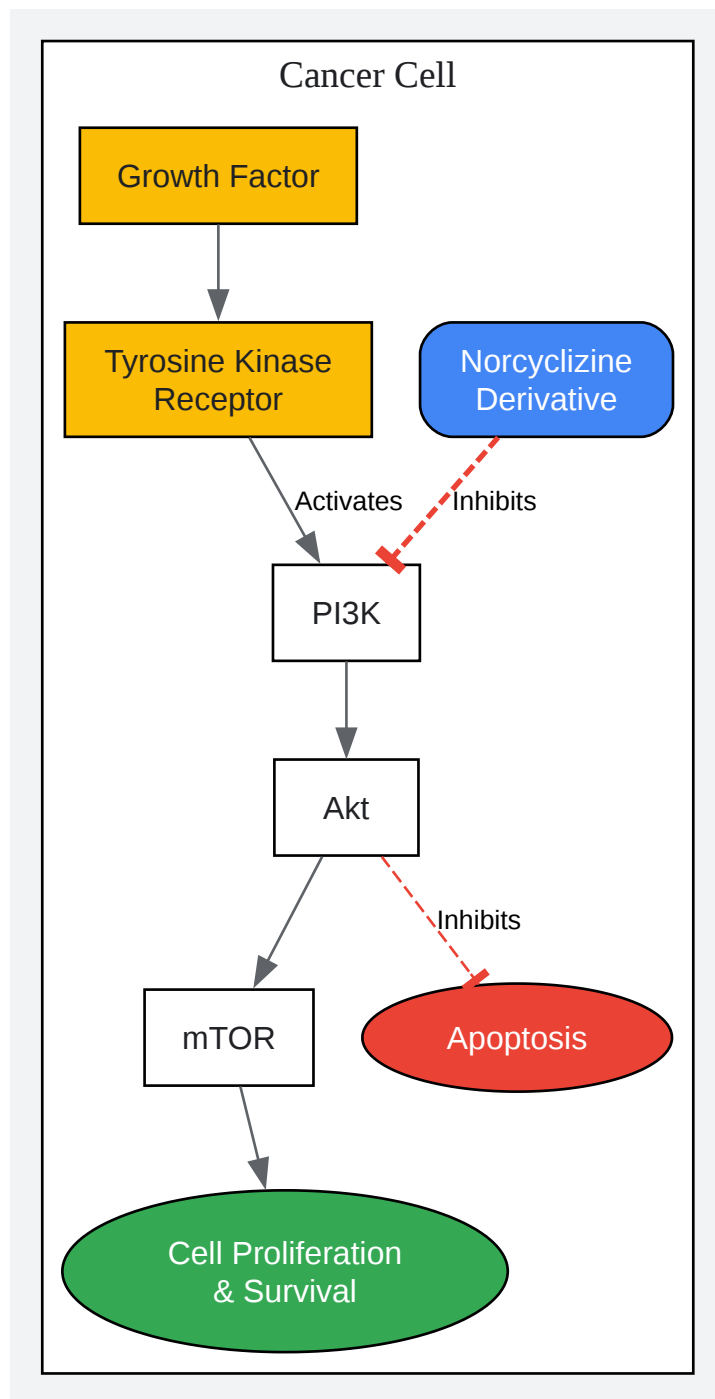 Cancer Cell
Growth Factor
Tyrosine Kinase
Receptor
Norcyclizine
Derivative
Activates
Inhibits
PI3K
Akt
Inhibits
mTOR
Apoptosis
Cell Proliferation
& Survival